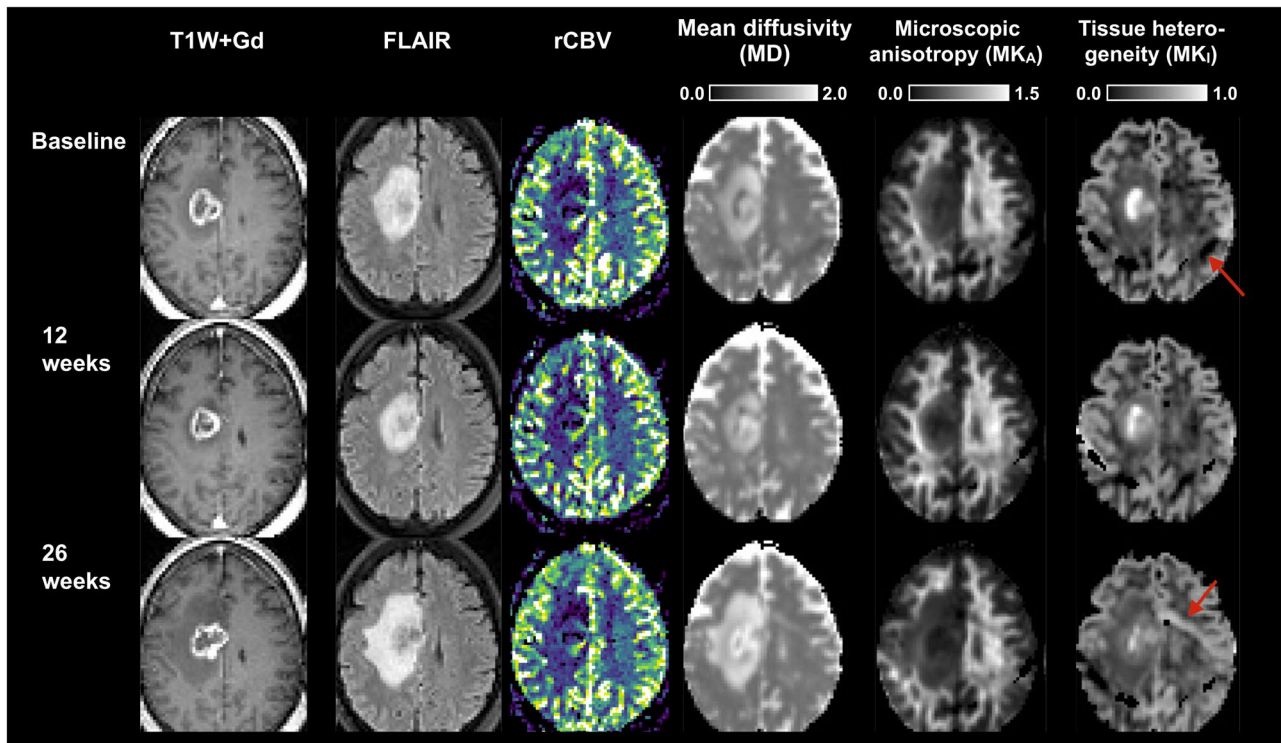 T1W+Gd
FLAIR
rCBV
Mean diffusivity
(MD)
Microscopic
anisotropy (MKA)
Tissue hetero-
geneity (MKI)
0.0 2.0
0.0 1.5
0.0 1.0
Baseline
12
weeks
26
weeks